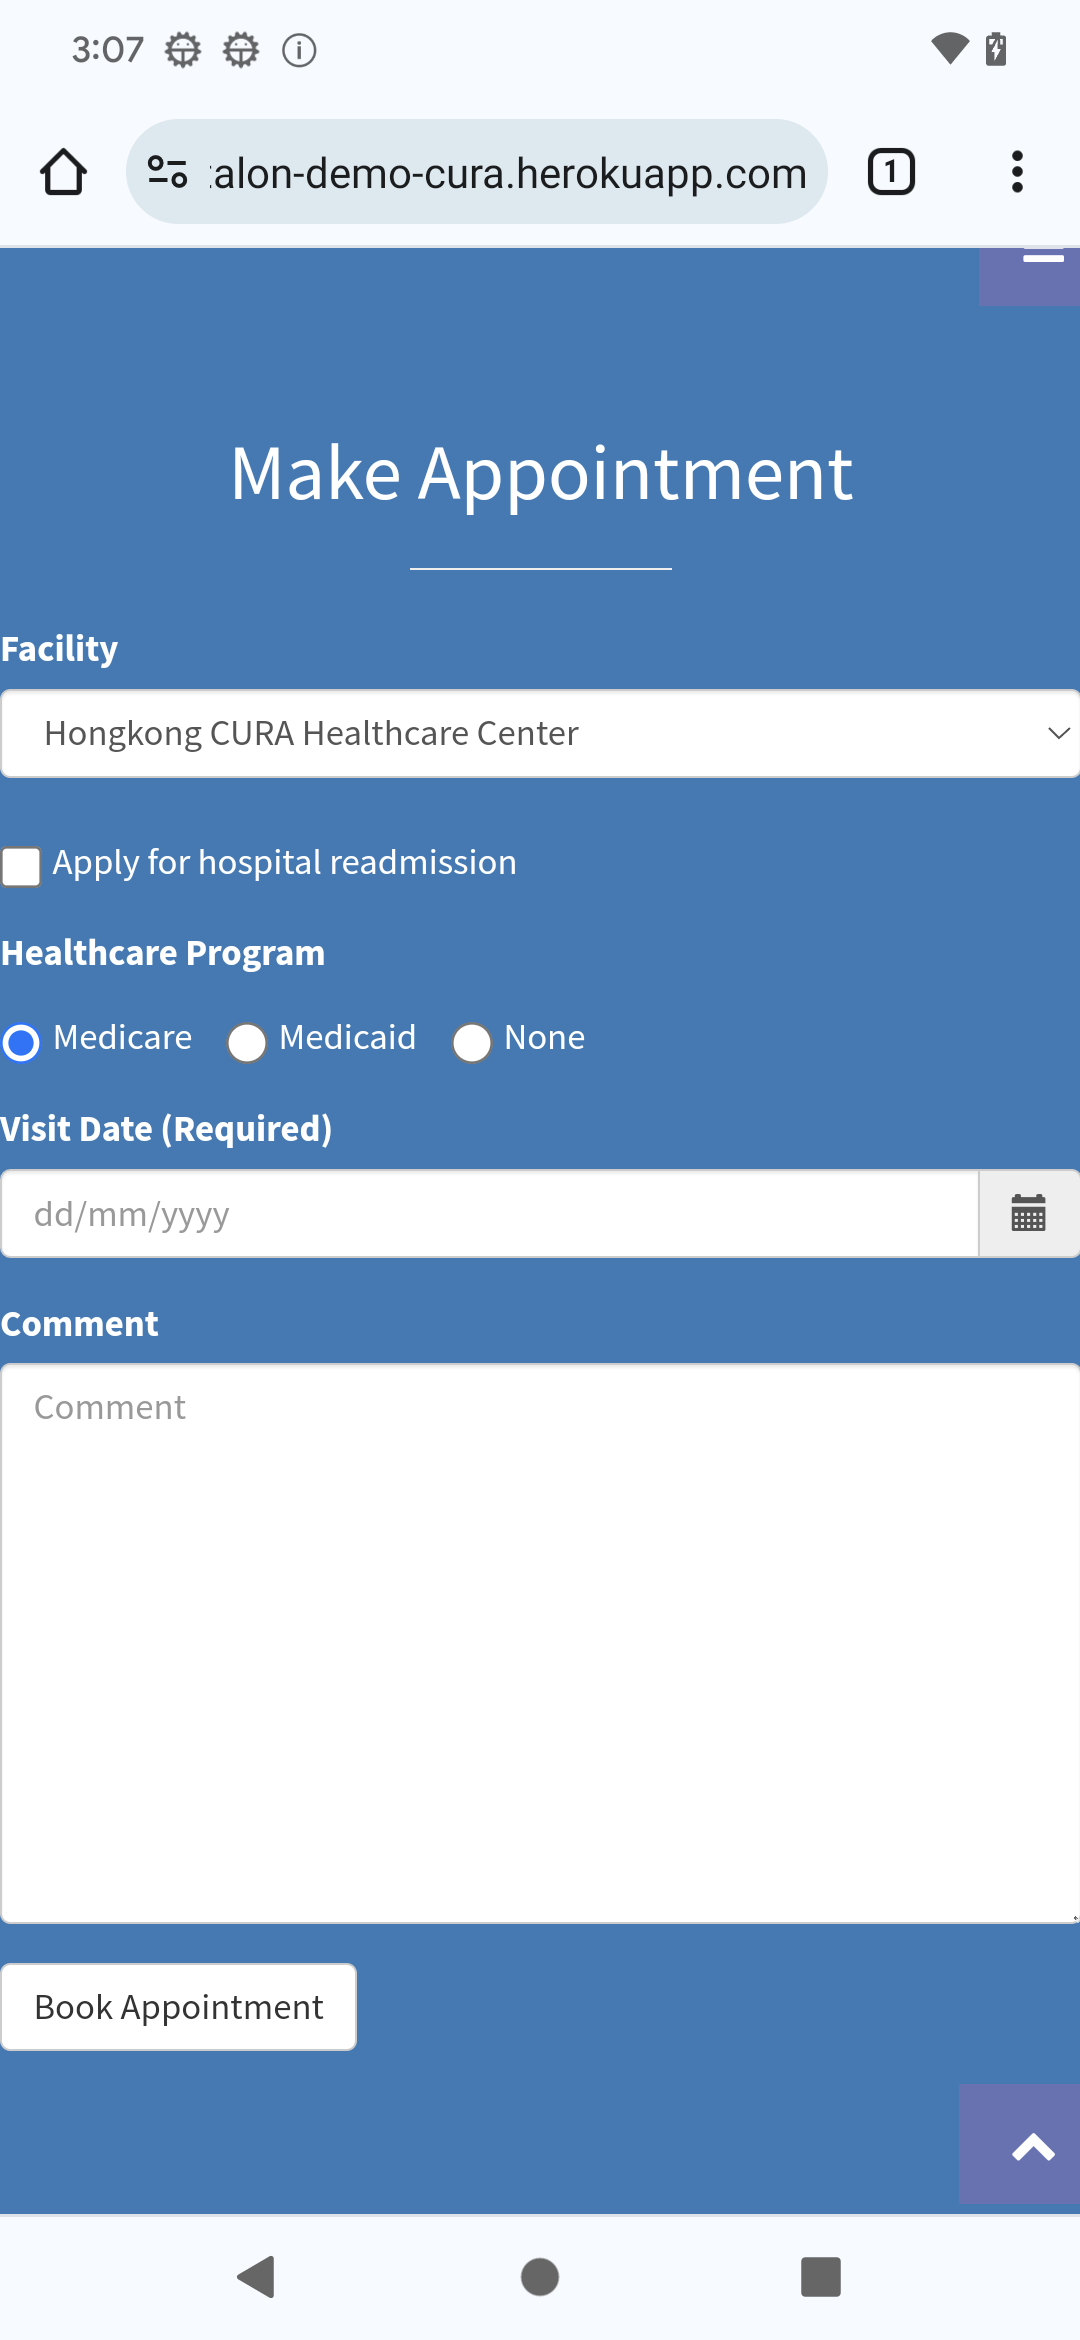 3:07
alon-demo-cura.herokuapp.com
1
Make Appointment
Facility
Hongkong CURA Healthcare Center
Apply for hospital readmission
Healthcare Program
Medicare Medicaid None
Visit Date (Required)
dd/mm/yyyy
Comment
Comment
Book Appointment